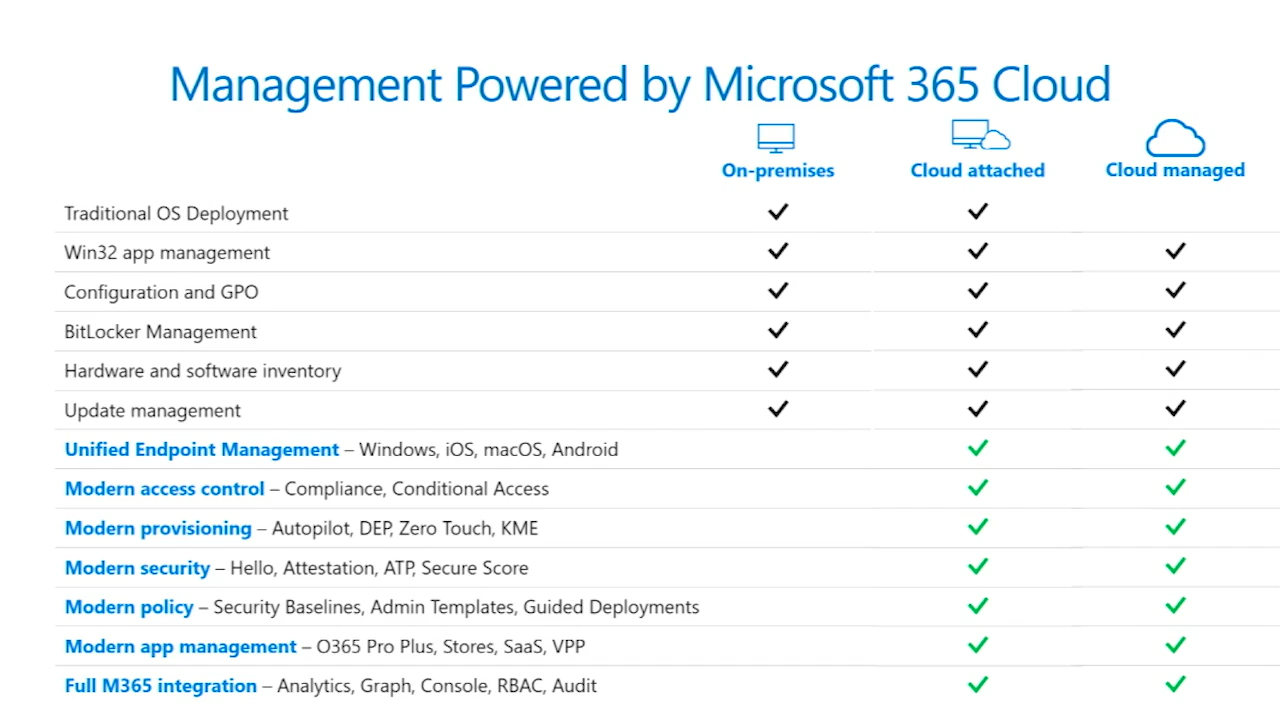 Management Powered by Microsoft 365 Cloud
On-premises Cloud attached Cloud managed
Traditional OS Deployment
Win32 app management
Configuration and GPO
BitLocker Management
Hardware and software inventory
Update management
Unified Endpoint Management – Windows, iOS, macOS, Android
Modern access control – Compliance, Conditional Access
Modern provisioning – Autopilot, DEP, Zero Touch, KME
Modern security – Hello, Attestation, ATP, Secure Score
Modern policy – Security Baselines, Admin Templates, Guided Deployments
Modern app management – O365 Pro Plus, Stores, SaaS, VPP
Full M365 integration – Analytics, Graph, Console, RBAC, Audit